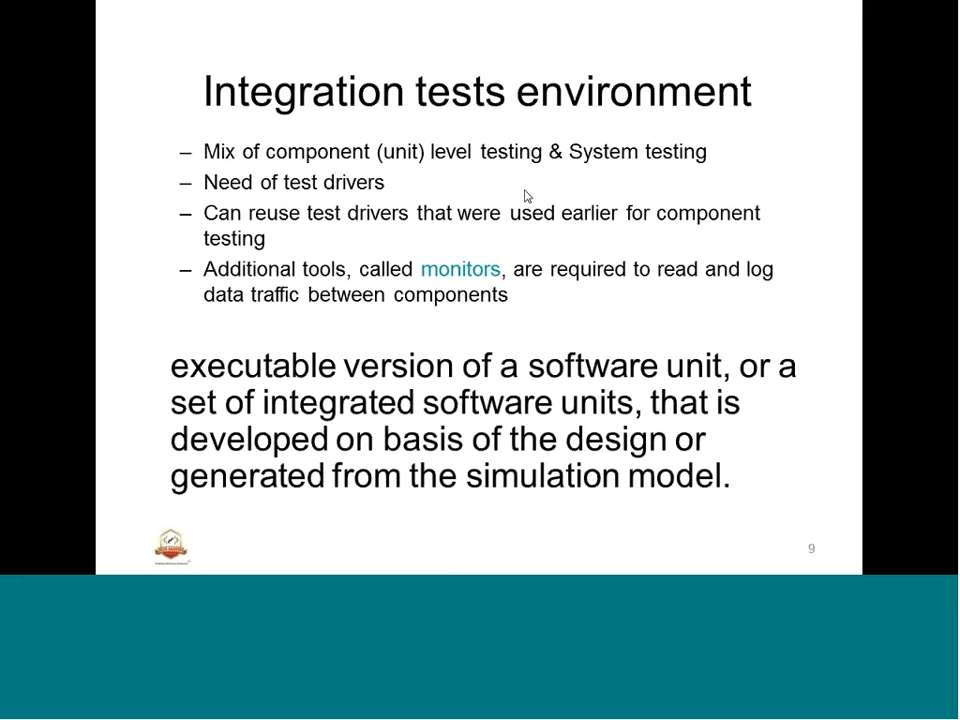 Integration tests environment
– Mix of component (unit) level testing & System testing
– Need of test drivers
– Can reuse test drivers that were used earlier for component
testing
– Additional tools, called monitors, are required to read and log
data traffic between components
executable version of a software unit, or a
set of integrated software units, that is
developed on basis of the design or
generated from the simulation model.
9